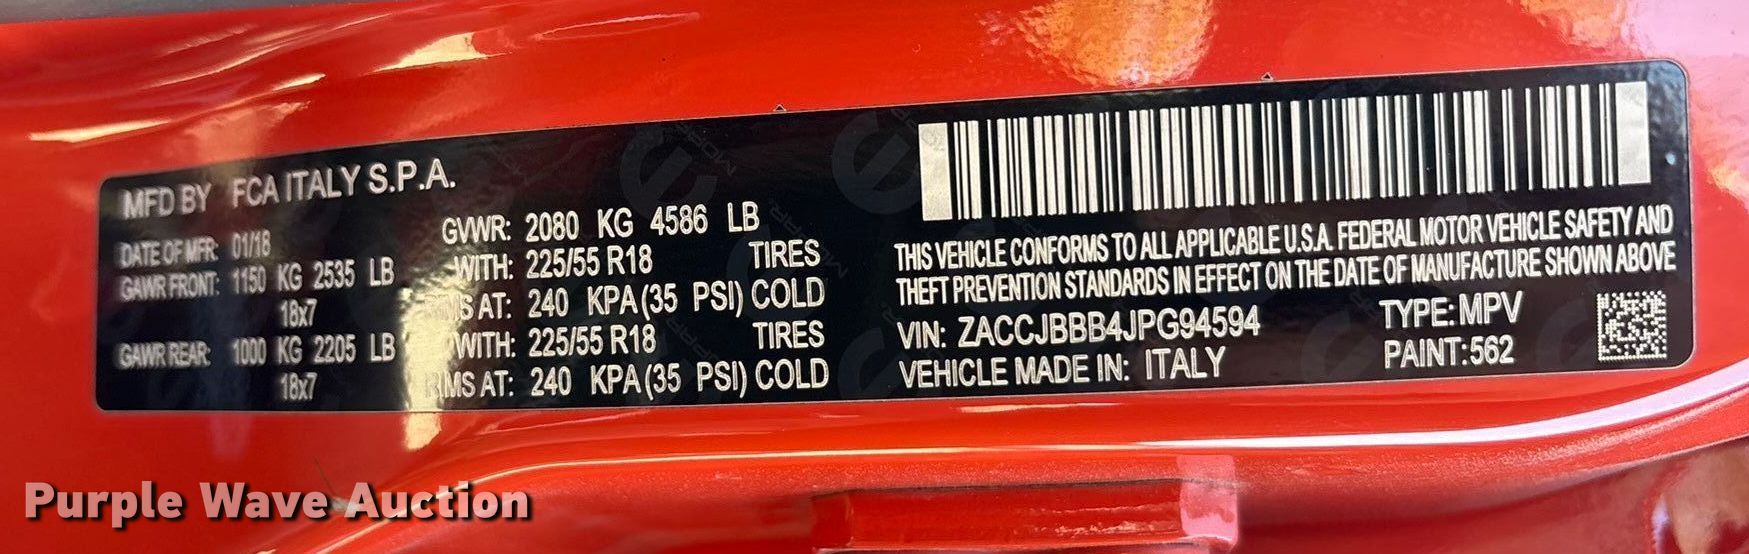 MFD BY FCA ITALY S.P.A.
DATE OF MFR: 01/18 GVWR: 2080 KG 4586 LB
GAWR FRONT: 1150 KG 2535 LB WITH: 225/55 R18 TIRES
18x7 RIMS AT: 240 KPA(35 PSI) COLD
GAWR REAR: 1000 KG 2205 LB WITH: 225/55 R18 TIRES
18x7 RIMS AT: 240 KPA(35 PSI) COLD
THIS VEHICLE CONFORMS TO ALL APPLICABLE U.S.A. FEDERAL MOTOR VEHICLE SAFETY AND
THEFT PREVENTION STANDARDS IN EFFECT ON THE DATE OF MANUFACTURE SHOWN ABOVE
VIN: ZACCJBBB4JPG94594 TYPE: MPV
VEHICLE MADE IN: ITALY PAINT: 562
Purple Wave Auction